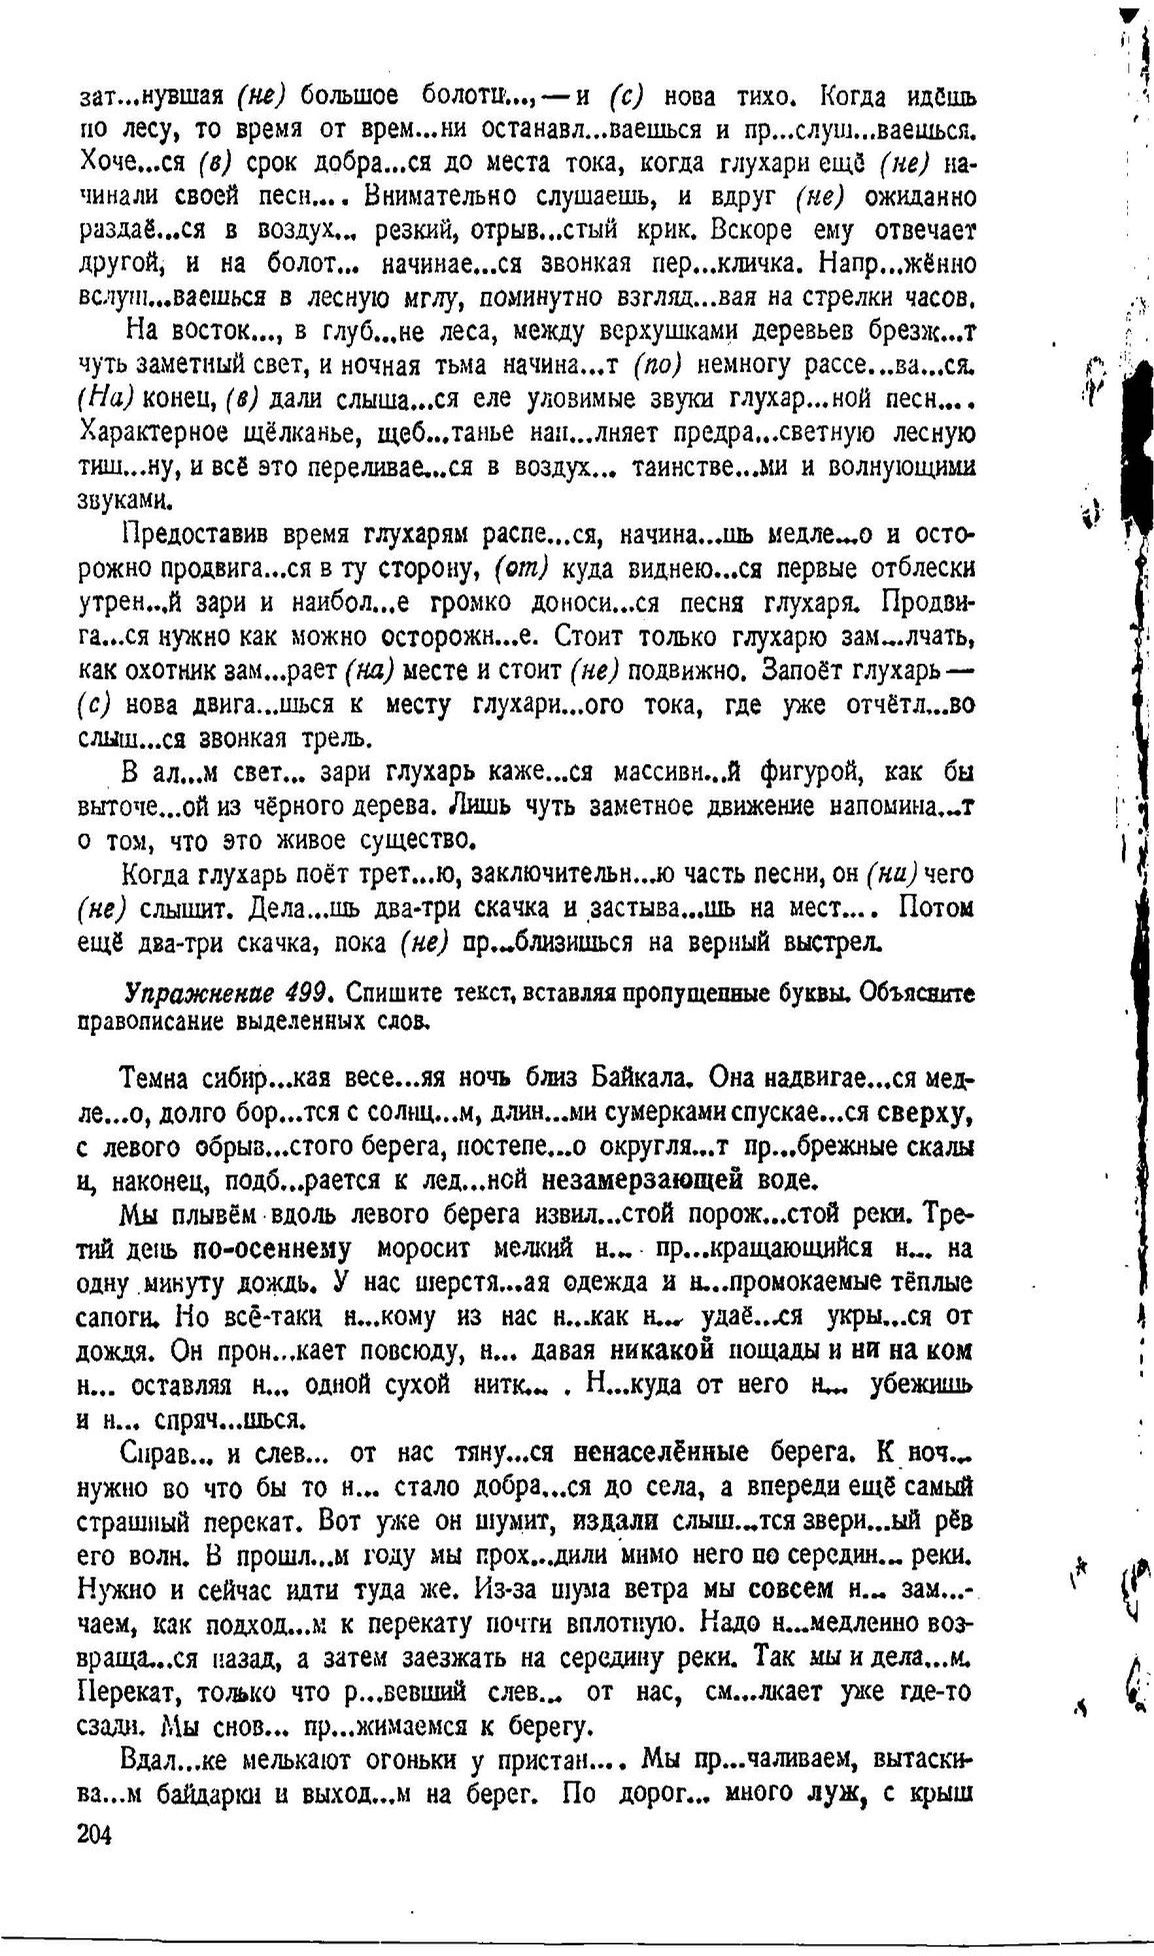 зат...нувшая (не) большое болотц..., — и (с) нова тихо. Когда идёшь
по лесу, то время от врем...ни останавл...ваешься и пр...слуш...ваешься.
Хоче...ся (в) срок добра...ся до места тока, когда глухари ещё (не) на-
чинали своей песн.... Внимательно слушаешь, и вдруг (не) ожиданно
раздаё...ся в воздух... резкий, отрыв...стый крик. Вскоре ему отвечает
другой, и на болот... начинае...ся звонкая пер...кличка. Напр...жённо
вслуш...ваешься в лесную мглу, поминутно взгляд...вая на стрелки часов.
На восток..., в глуб...не леса, между верхушками деревьев брезж...т
чуть заметный свет, и ночная тьма начина...т (по) немногу рассе...ва...ся.
(На) конец, (в) дали слыша...ся еле уловимые звуки глухар...ной песн....
Характерное щёлканье, щеб...танье нап...лняет предра...светную лесную
тиш...ну, и всё это переливае...ся в воздух... таинстве...ми и волнующими
звуками.
Предоставив время глухарям распе...ся, начина...шь медле...о и осто-
рожно продвига...ся в ту сторону, (от) куда виднею...ся первые отблески
утрен...й зари и наибол...е громко доноси...ся песня глухаря. Продви-
га...ся нужно как можно осторожн...е. Стоит только глухарю зам...лчать,
как охотник зам...рает (на) месте и стоит (не) подвижно. Запоёт глухарь —
(с) нова двига...шься к месту глухари...ого тока, где уже отчётл...во
слыш...ся звонкая трель.
В ал...м свет... зари глухарь каже...ся массивн...й фигурой, как бы
выточе...ой из чёрного дерева. Лишь чуть заметное движение напомина...т
о том, что это живое существо.
Когда глухарь поёт трет...ю, заключительн...ю часть песни, он (ни) чего
(не) слышит. Дела...шь два-три скачка и застыва...шь на мест.... Потом
ещё два-три скачка, пока (не) пр...близишься на верный выстрел.
Упражнение 499. Спишите текст, вставляя пропущенные буквы. Объясните
правописание выделенных слов.
Темна сибир...кая весе...яя ночь близ Байкала. Она надвигае...ся мед-
ле...о, долго бор...тся с солнц...м, длин...ми сумерками спускае...ся сверху,
с левого обрыв...стого берега, постепе...о округля...т пр...брежные скалы
и, наконец, подб...рается к лед...ной незамерзающей воде.
Мы плывём вдоль левого берега извил...стой порож...стой реки. Тре-
тий день по-осеннему моросит мелкий н... пр...кращающийся н... на
одну минуту дождь. У нас шерстя...ая одежда и н...промокаемые тёплые
сапоги. Но всё-таки н...кому из нас н...как н... удаё...ся укры...ся от
дождя. Он прон...кает повсюду, н... давая никакой пощады и ни на ком
н... оставляя н... одной сухой нитк... . Н...куда от него н... убежишь
и н... спряч...шься.
Справ... и слев... от нас тяну...ся ненаселённые берега. К ноч...
нужно во что бы то н... стало добра...ся до села, а впереди ещё самый
страшный перекат. Вот уже он шумит, издали слыш...тся звери...ый рёв
его волн. В прошл...м году мы прох...дили мимо него по середин... реки.
Нужно и сейчас идти туда же. Из-за шума ветра мы совсем н... зам...-
чаем, как подход...м к перекату почти вплотную. Надо н...медленно воз-
враща...ся назад, а затем заезжать на середину реки. Так мы и дела...м.
Перекат, только что р...вевший слев... от нас, см...лкает уже где-то
сзади. Мы снов... пр...жимаемся к берегу.
Вдал...ке мелькают огоньки у пристан.... Мы пр...чаливаем, вытаски-
ва...м байдарки и выход...м на берег. По дорог... много луж, с крыш
204